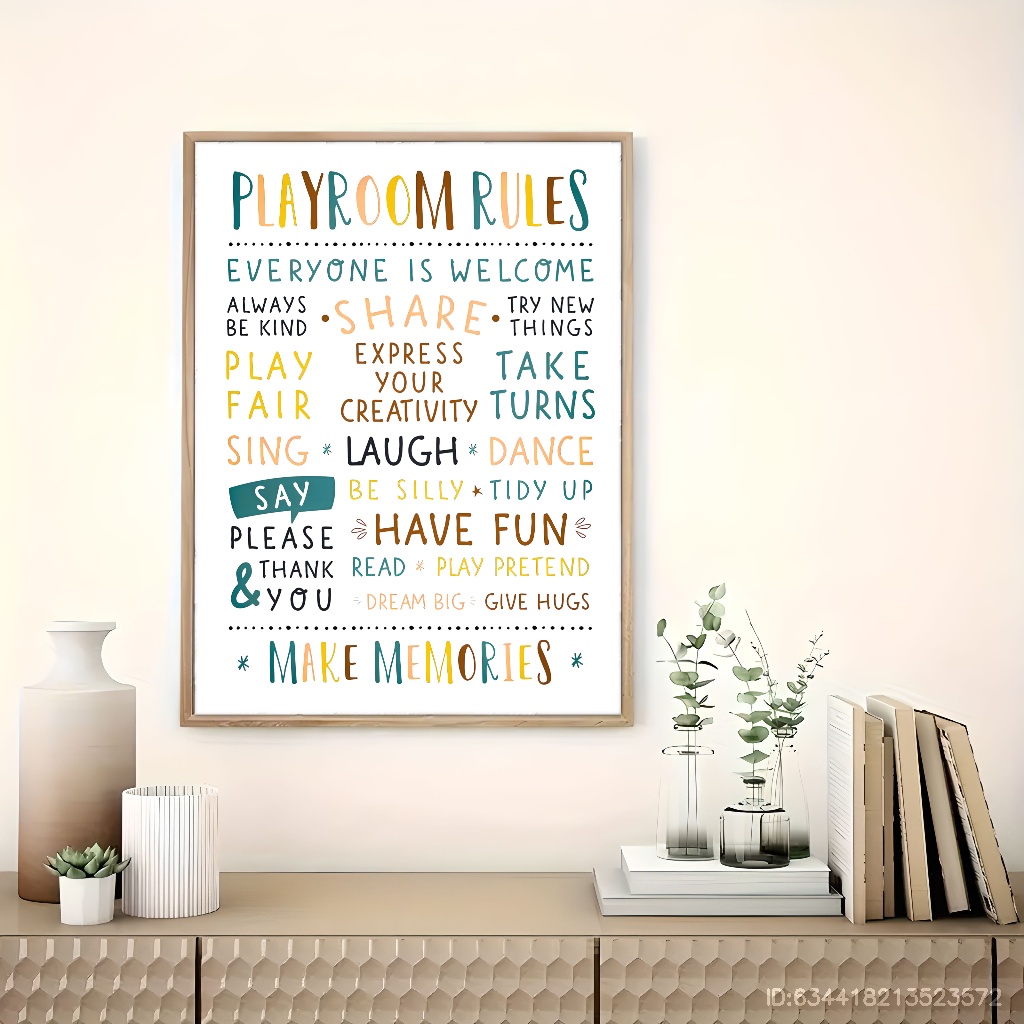 PLAYROOM RULES
EVERYONE IS WELCOME
ALWAYS
BE KIND
SHARE
TRY NEW
THINGS
PLAY
FAIR
EXPRESS
YOUR
CREATIVITY
TAKE
TURNS
SING * LAUGH * DANCE
SAY
PLEASE
& THANK
YOU
BE SILLY ★ TIDY UP
HAVE FUN
READ * PLAY PRETEND
DREAM BIG GIVE HUGS
* MAKE MEMORIES *
ID:634418213523572